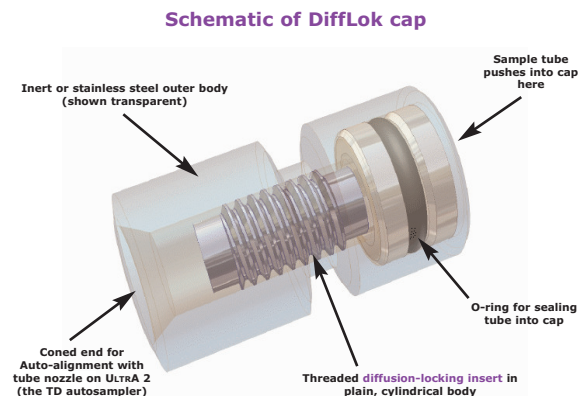 Schematic of DiffLok cap
Inert or stainless steel outer body
(shown transparent)
Sample tube
pushes into cap
here
O-ring for sealing
tube into cap
Coned end for
Auto-alignment with
tube nozzle on ULTRA 2
(the TD autosampler)
Threaded diffusion-locking insert in
plain, cylindrical body